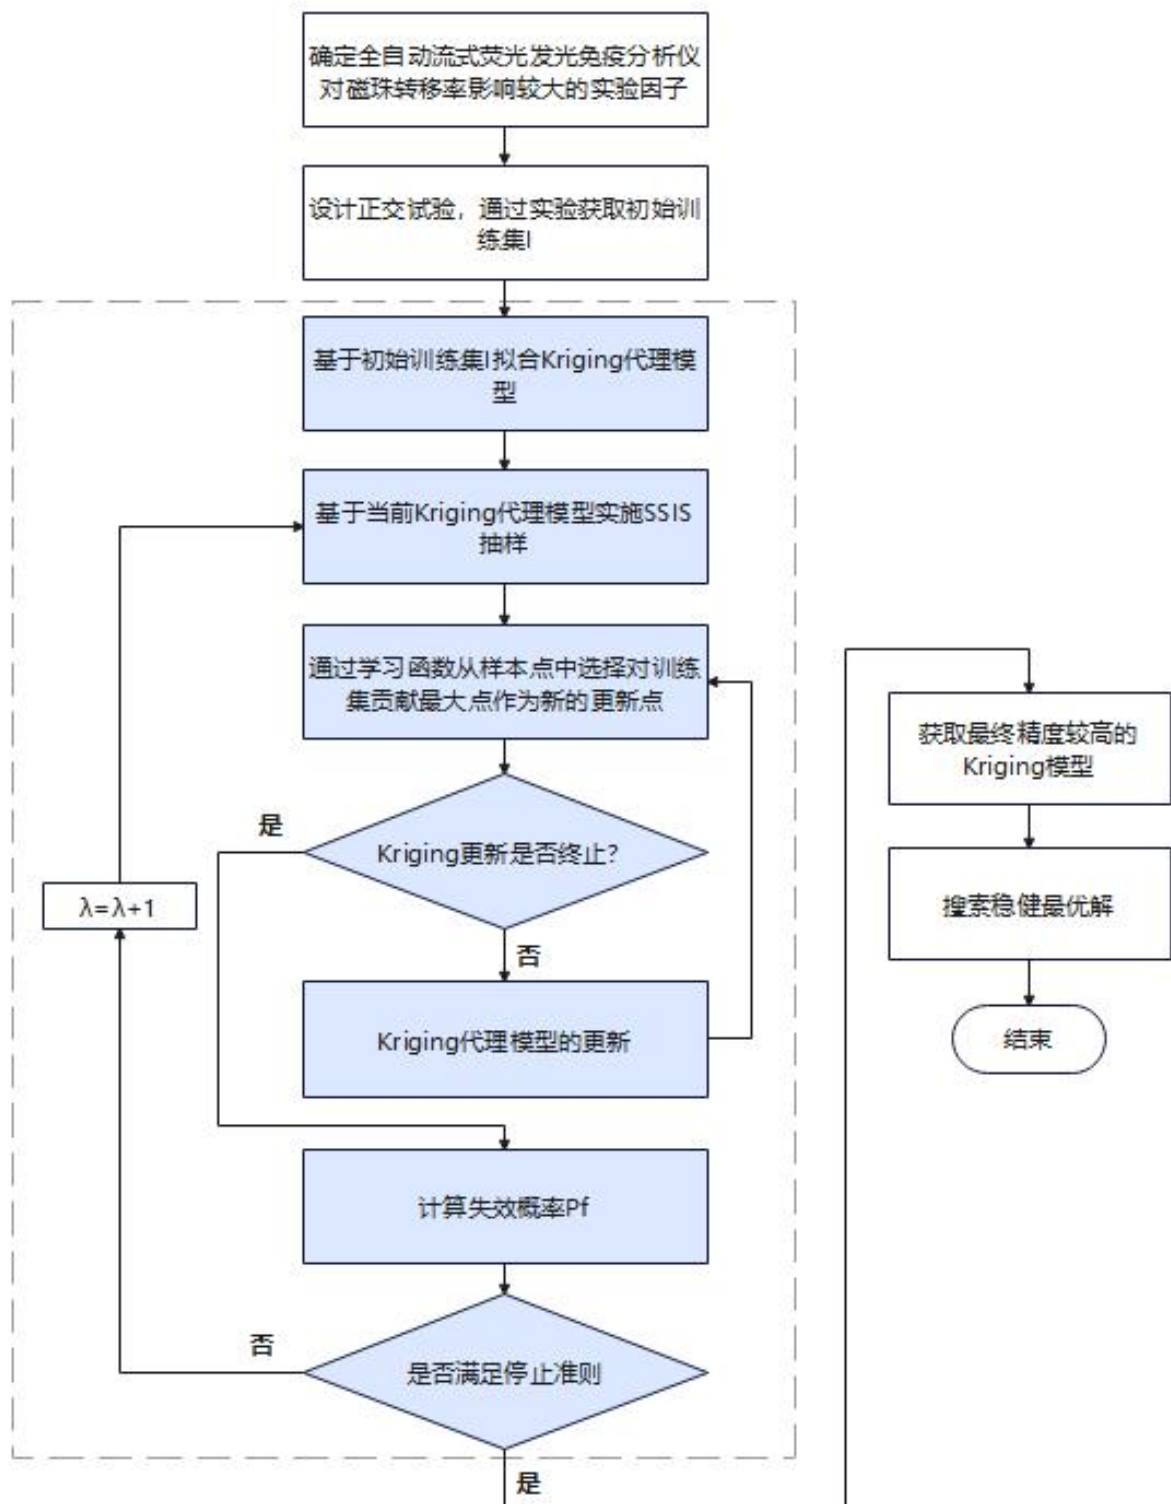 确定全自动流式荧光发光免疫分析仪
对磁珠转移率影响较大的实验因子
设计正交试验，通过实验获取初始训
练集I
基于初始训练集I拟合Kriging代理模
型
基于当前Kriging代理模型实施SSIS
抽样
通过学习函数从样本点中选择对训练
集贡献最大点作为新的更新点
是
Kriging更新是否终止？
λ=λ+1
否
Kriging代理模型的更新
计算失效概率Pf
否
是否满足停止准则
是
获取最终精度较高的
Kriging模型
搜索稳健最优解
结束